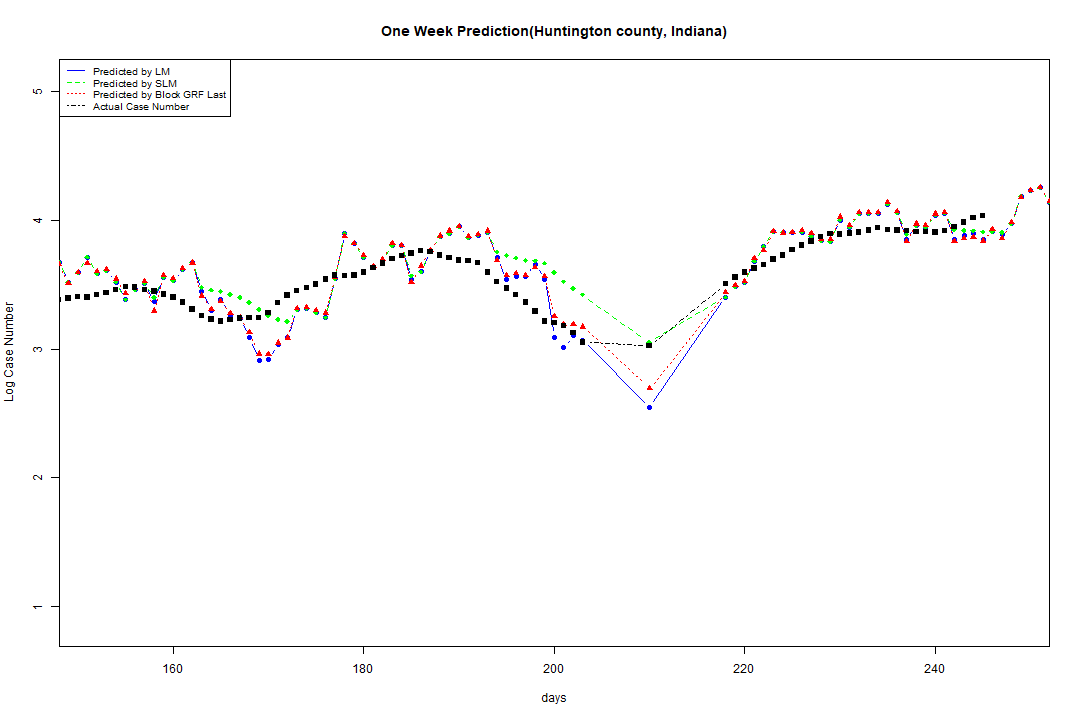 One Week Prediction(Huntington county, Indiana)
Predicted by LM
Predicted by SLM
Predicted by Block GRF Last
Actual Case Number
5
4
3
2
1
Log Case Number
160 180 200 220 240
days